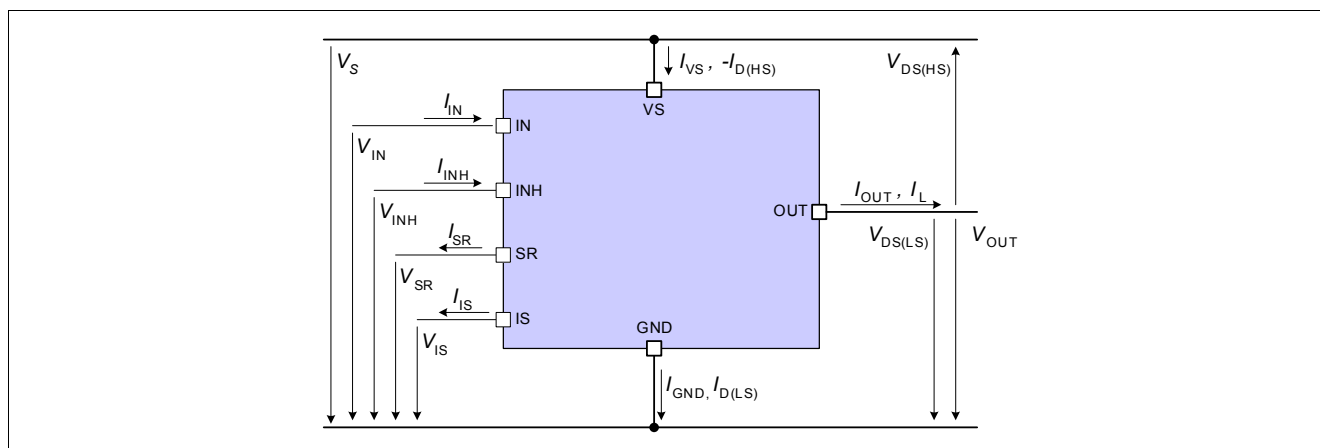 V_S
I_VS , -I_D(HS)
V_DS(HS)
VS
I_IN
IN
V_IN
I_INH
INH
V_INH
I_SR
SR
V_SR
I_IS
IS
V_IS
OUT
I_OUT , I_L
V_DS(LS)
V_OUT
GND
I_GND, I_D(LS)